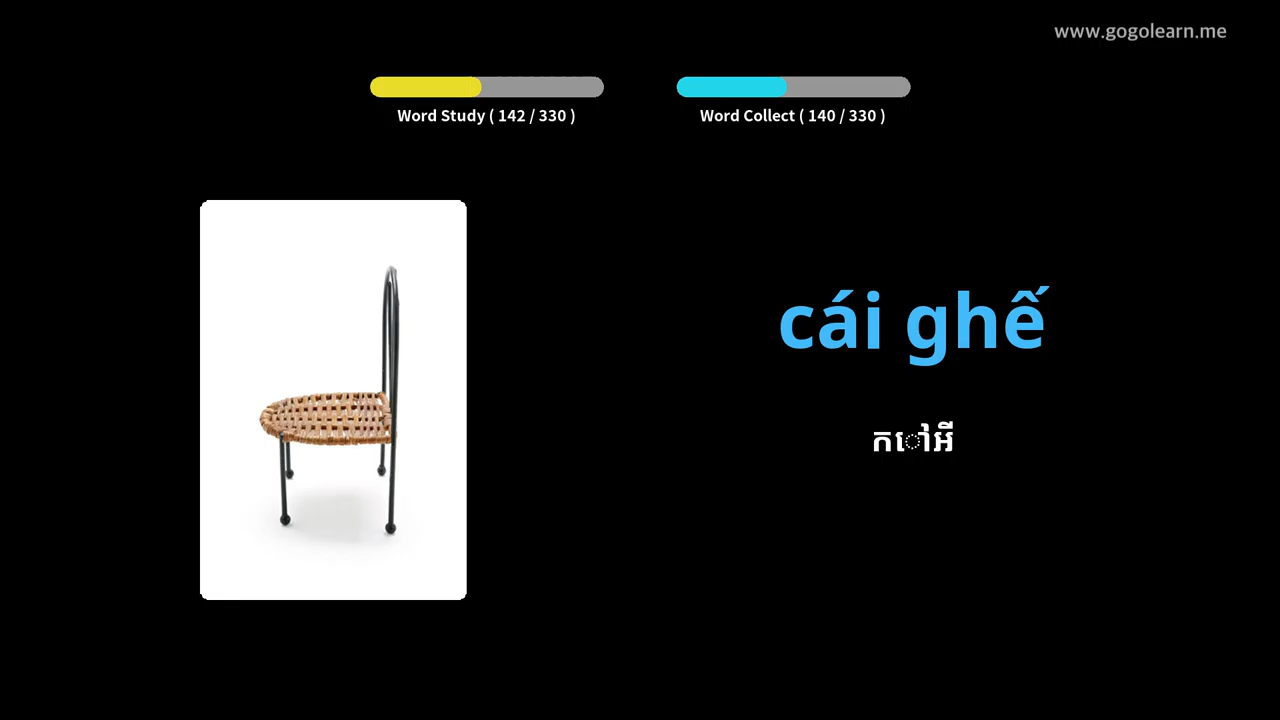 www.gogolearn.me
Word Study ( 142 / 330 )
Word Collect ( 140 / 330 )
cái ghế
កៅអី